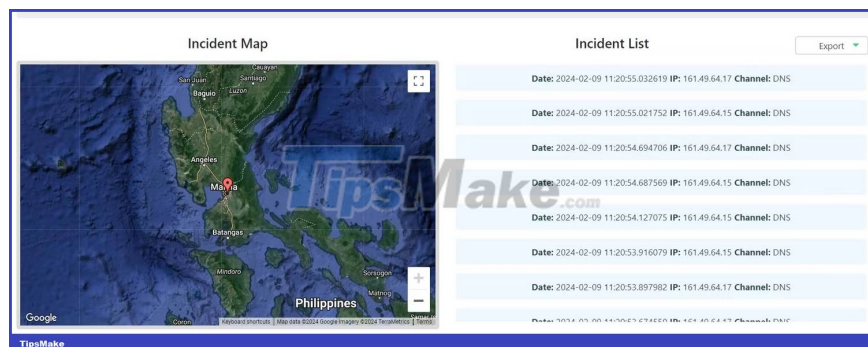 Incident Map
Incident List
Export
Cauayan
San Juan
Santiago
Baguio
Luzon
Angeles
Manila
Batangas
Mindoro
Sorsogon
Matnog
Philippines
Coron
Google
Keyboard shortcuts
Map data ©2024 Google Imagery ©2024 TerraMetrics
Terms
Date: 2024-02-09 11:20:55.032619 IP: 161.49.64.17 Channel: DNS
Date: 2024-02-09 11:20:55.021752 IP: 161.49.64.15 Channel: DNS
Date: 2024-02-09 11:20:54.694706 IP: 161.49.64.17 Channel: DNS
Date: 2024-02-09 11:20:54.687569 IP: 161.49.64.15 Channel: DNS
Date: 2024-02-09 11:20:54.127075 IP: 161.49.64.15 Channel: DNS
Date: 2024-02-09 11:20:53.916079 IP: 161.49.64.15 Channel: DNS
Date: 2024-02-09 11:20:53.897982 IP: 161.49.64.17 Channel: DNS
TipsMake.com
TipsMake